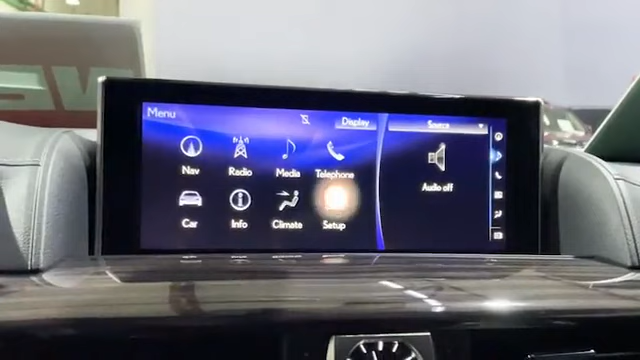 Menu
Display
Source
Nav
Radio
Media
Telephone
Audio off
Car
Info
Climate
Setup